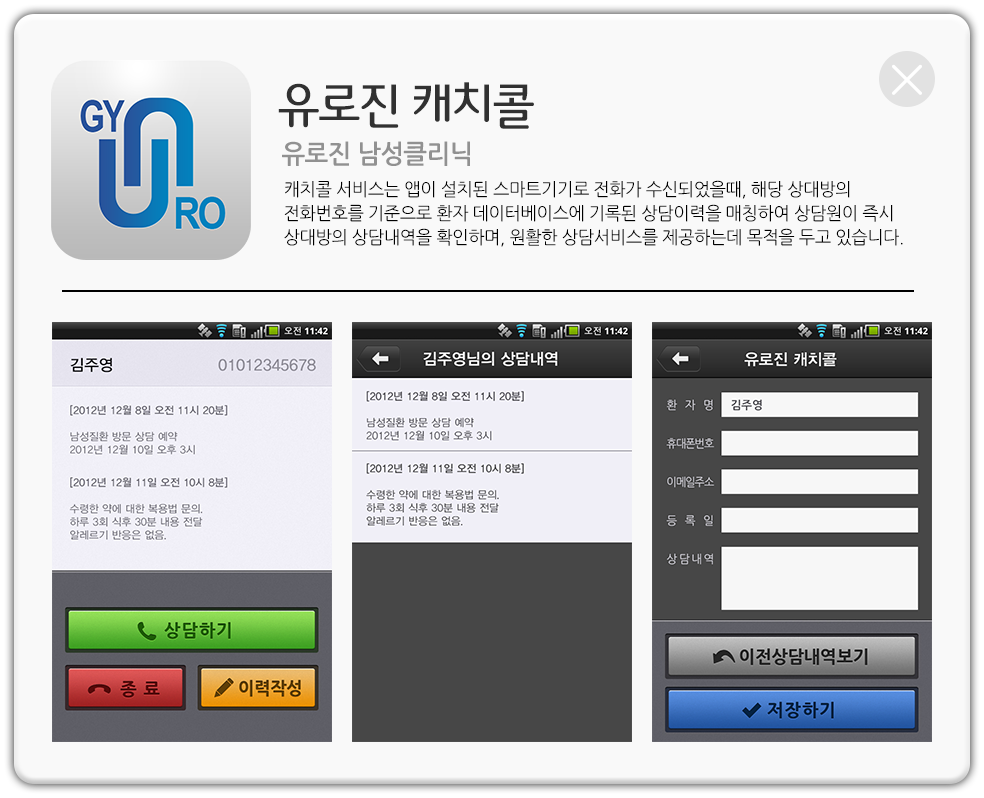 GY
RO
유로진 캐치콜
유로진 남성클리닉
캐치콜 서비스는 앱이 설치된 스마트기기로 전화가 수신되었을때, 해당 상대방의
전화번호를 기준으로 환자 데이터베이스에 기록된 상담이력을 매칭하여 상담원이 즉시
상대방의 상담내역을 확인하며, 원활한 상담서비스를 제공하는데 목적을 두고 있습니다.
오전 11:42
김주영 01012345678
[2012년 12월 8일 오전 11시 20분]
남성질환 방문 상담 예약
2012년 12월 10일 오후 3시
[2012년 12월 11일 오전 10시 8분]
수령한 약에 대한 복용법 문의.
하루 3회 식후 30분 내용 전달
알레르기 반응은 없음.
상담하기
종 료
이력작성
오전 11:42
김주영님의 상담내역
[2012년 12월 8일 오전 11시 20분]
남성질환 방문 상담 예약
2012년 12월 10일 오후 3시
[2012년 12월 11일 오전 10시 8분]
수령한 약에 대한 복용법 문의.
하루 3회 식후 30분 내용 전달
알레르기 반응은 없음.
오전 11:42
유로진 캐치콜
환 자 명 김주영
휴대폰번호
이메일주소
등 록 일
상담내역
이전상담내역보기
저장하기